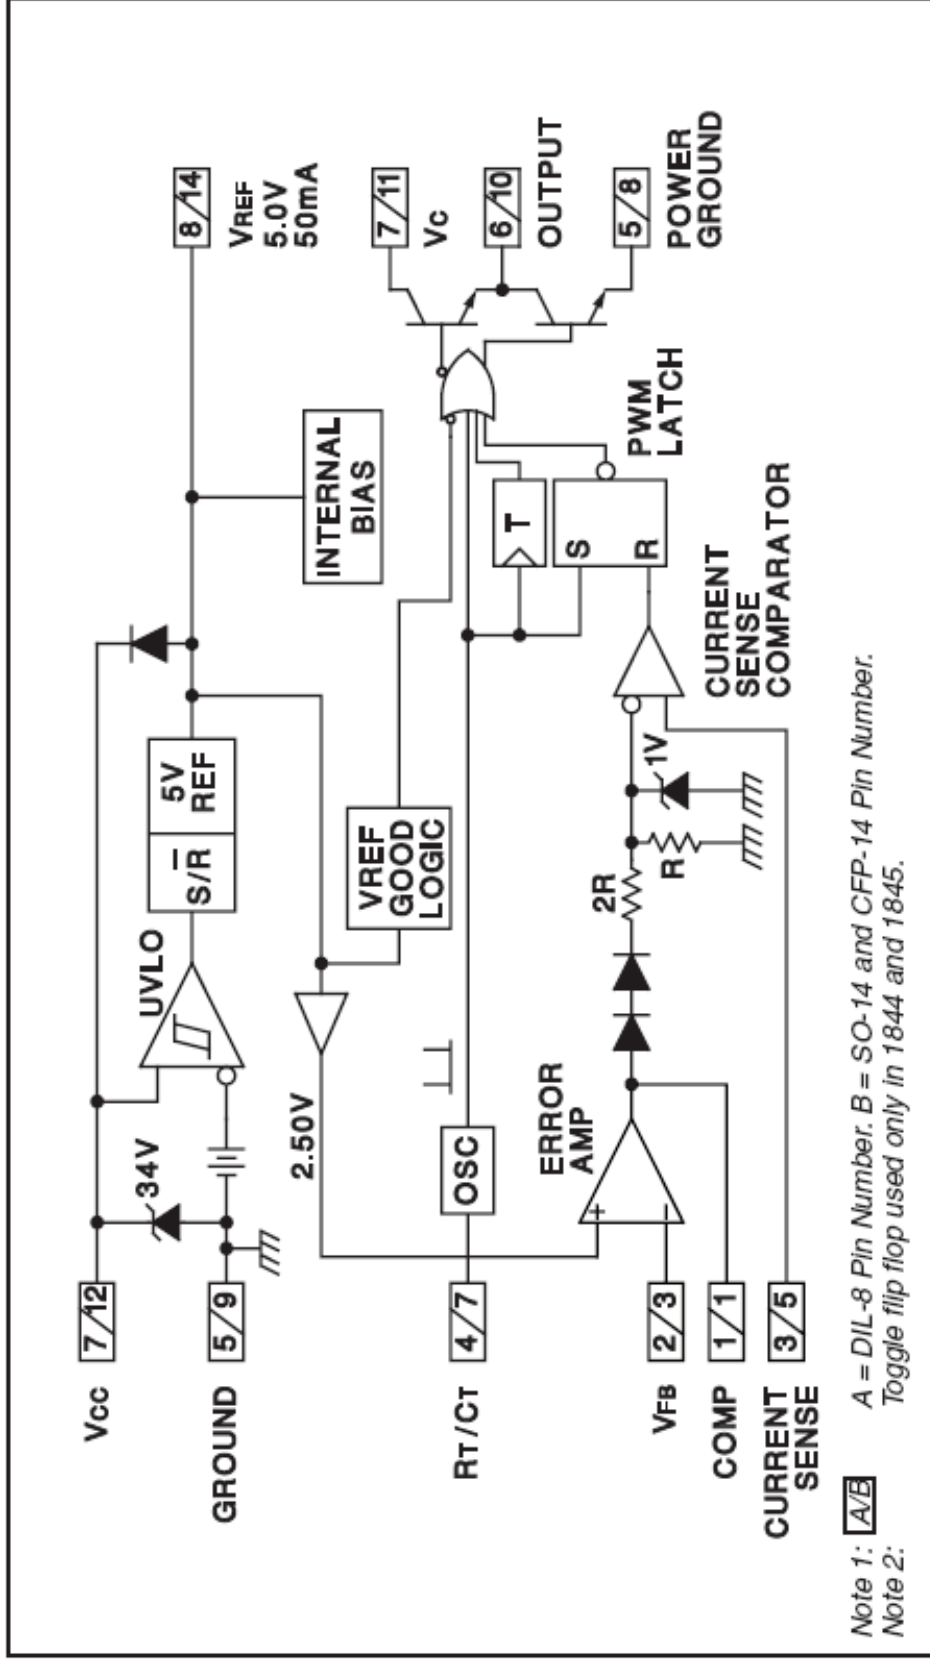 VCC
7/12
34V
UVLO
S/R
5V
REF
8/14
VREF
5.0V
50mA
GROUND
5/9
2.50V
INTERNAL
BIAS
VREF
GOOD
LOGIC
7/11
VC
RT/CT
4/7
OSC
T
6/10
OUTPUT
ERROR
AMP
+
−
2R
R
1V
S
R
PWM
LATCH
5/8
POWER
GROUND
VFB
2/3
COMP
1/1
CURRENT
SENSE
3/5
CURRENT
SENSE
COMPARATOR
Note 1: A/B A = DIL-8 Pin Number. B = SO-14 and CFP-14 Pin Number.
Note 2: Toggle flip flop used only in 1844 and 1845.